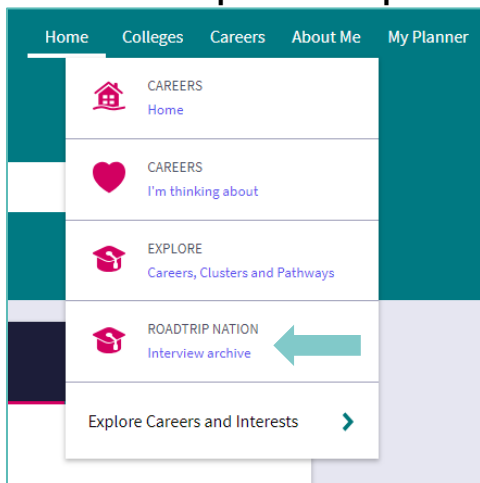 Home Colleges Careers About Me My Planner
CAREERS
Home
CAREERS
I'm thinking about
EXPLORE
Careers, Clusters and Pathways
ROADTRIP NATION
Interview archive
Explore Careers and Interests